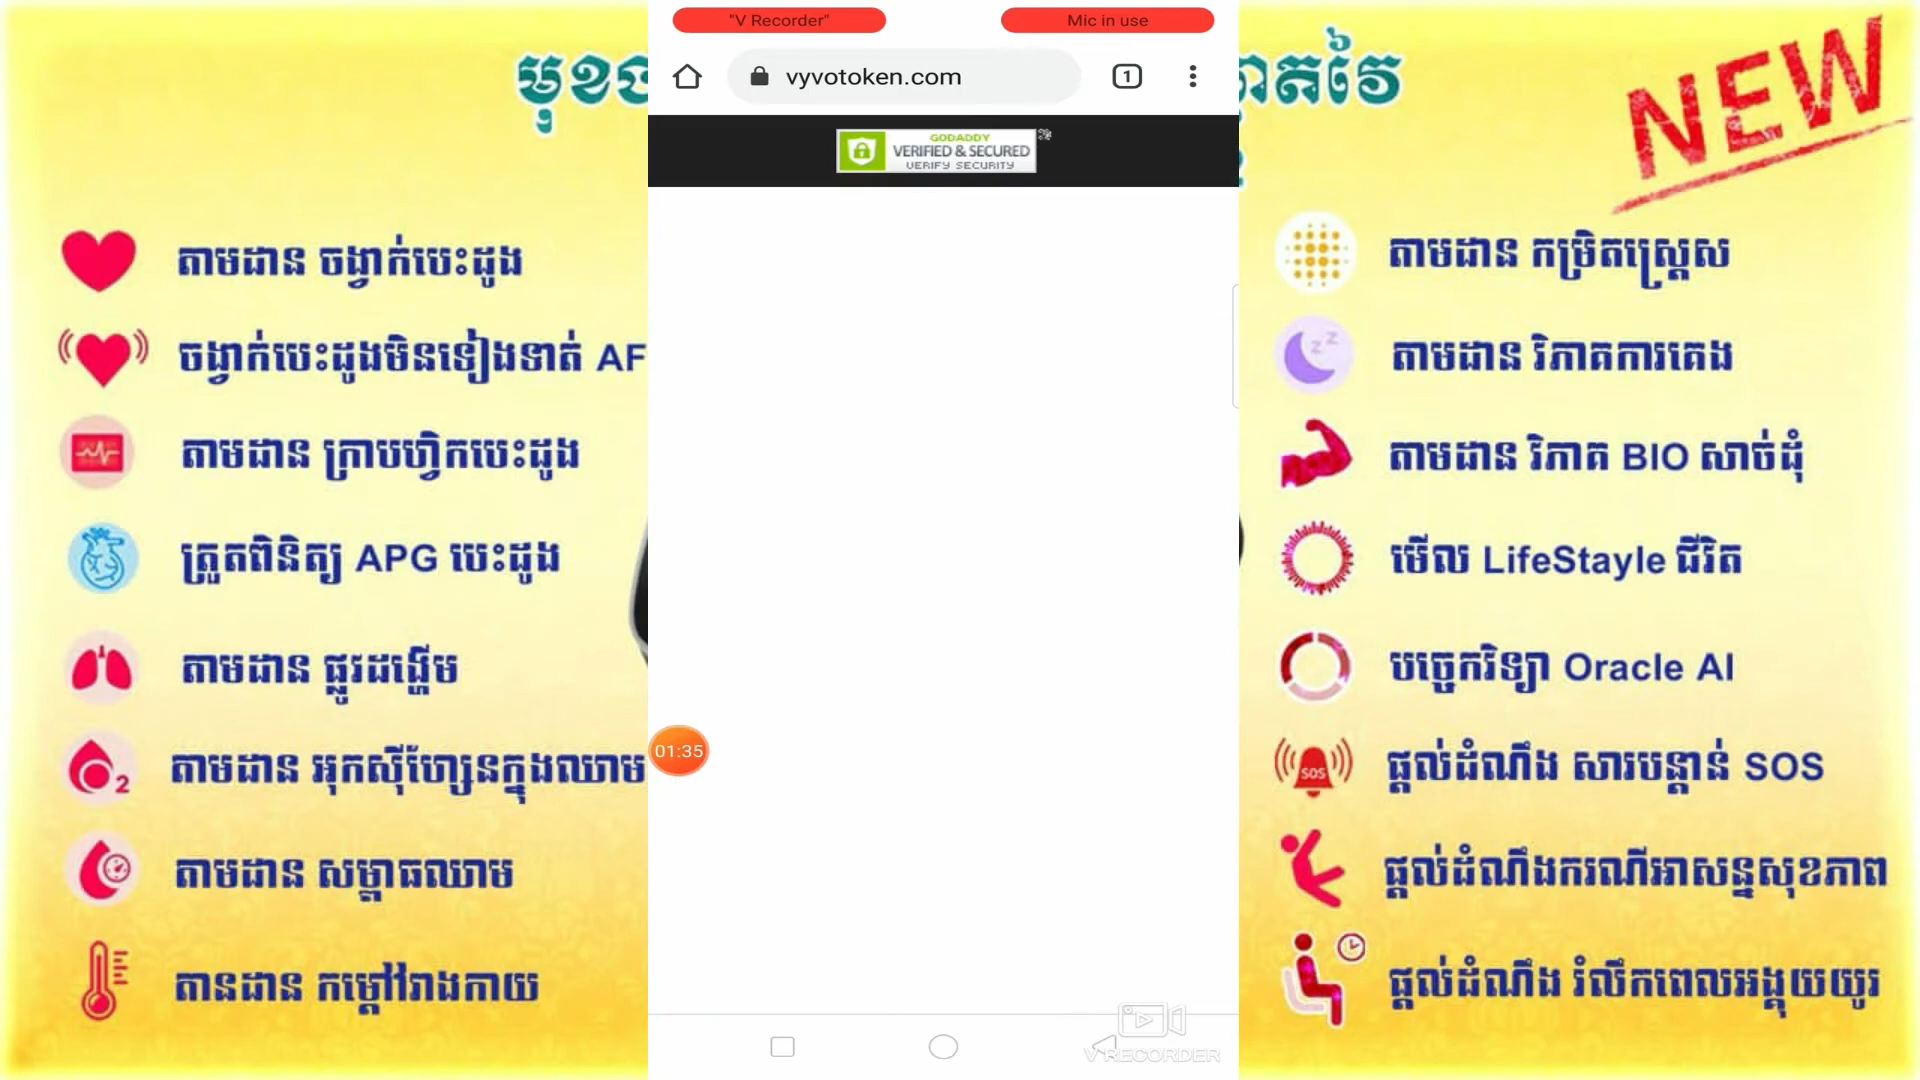 "V Recorder"
Mic in use
vyvotoken.com
1
GODADDY
VERIFIED & SECURED
VERIFY SECURITY
NEW
តាមដាន ចង្វាក់បេះដូង
ចង្វាក់បេះដូងមិនទៀងទាត់ AF
តាមដាន ក្រាបហ្វិកបេះដូង
ត្រួតពិនិត្យ APG បេះដូង
តាមដាន ផ្លូវដង្ហើម
តាមដាន អុកស៊ីហ្សែនក្នុងឈាម
2
តាមដាន សម្ពាធឈាម
តានដាន កម្ដៅរាងកាយ
01:35
តាមដាន កម្រិតស្ត្រេស
z z
តាមដាន វិភាគការគេង
តាមដាន វិភាគ BIO សាច់ដុំ
មើល LifeStayle ជីវិត
បច្ចេកវិទ្យា Oracle AI
SOS
ផ្ដល់ដំណឹង សារបន្ទាន់ SOS
ផ្ដល់ដំណឹងករណីអាសន្នសុខភាព
ផ្ដល់ដំណឹង រំលឹកពេលអង្គុយយូរ
V RECORDER